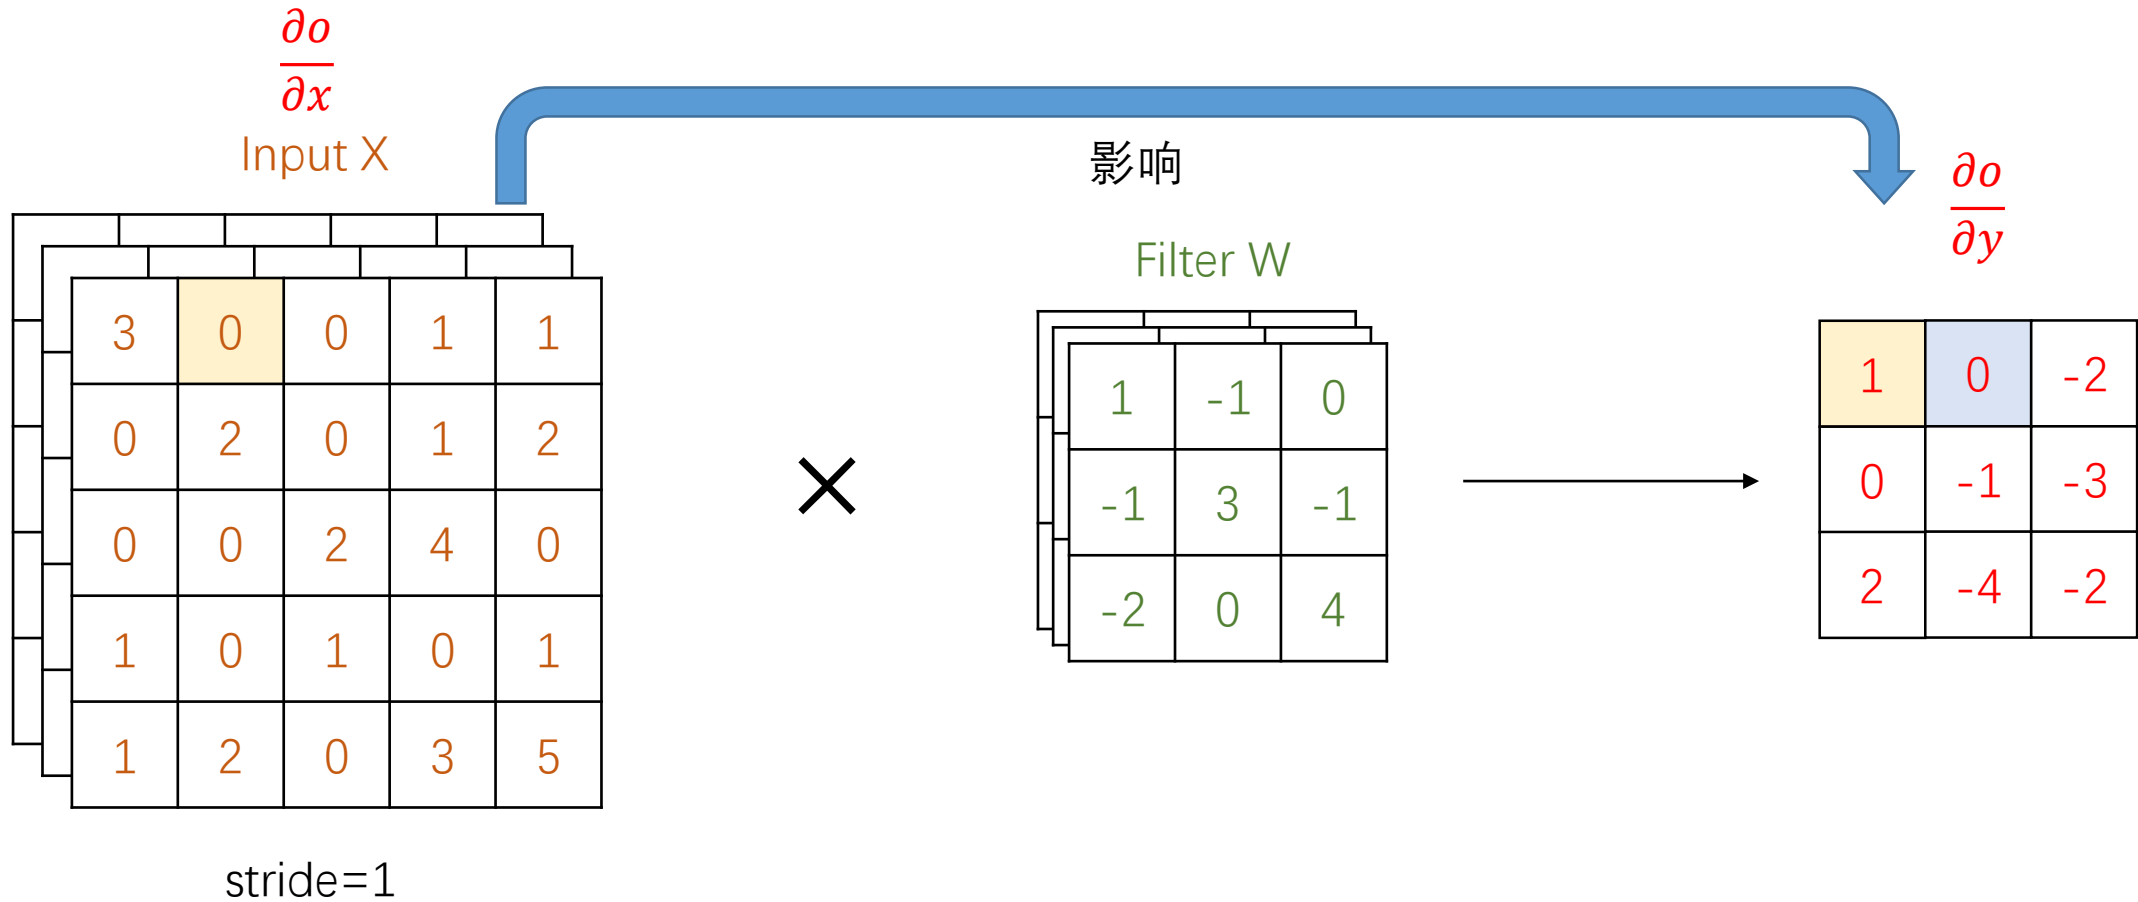 ∂o
∂x
Input X
影响
∂o
∂y
Filter W
3 0 0 1 1
0 2 0 1 2
0 0 2 4 0
1 0 1 0 1
1 2 0 3 5
×
1 -1 0
-1 3 -1
-2 0 4
1 0 -2
0 -1 -3
2 -4 -2
stride=1